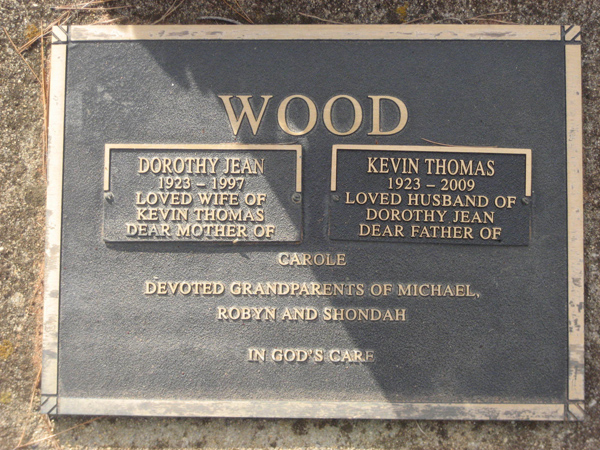 WOOD
DOROTHY JEAN
1923 – 1997
LOVED WIFE OF
KEVIN THOMAS
DEAR MOTHER OF
KEVIN THOMAS
1923 – 2009
LOVED HUSBAND OF
DOROTHY JEAN
DEAR FATHER OF
CAROLE
DEVOTED GRANDPARENTS OF MICHAEL,
ROBYN AND SHONDAH
IN GOD'S CARE